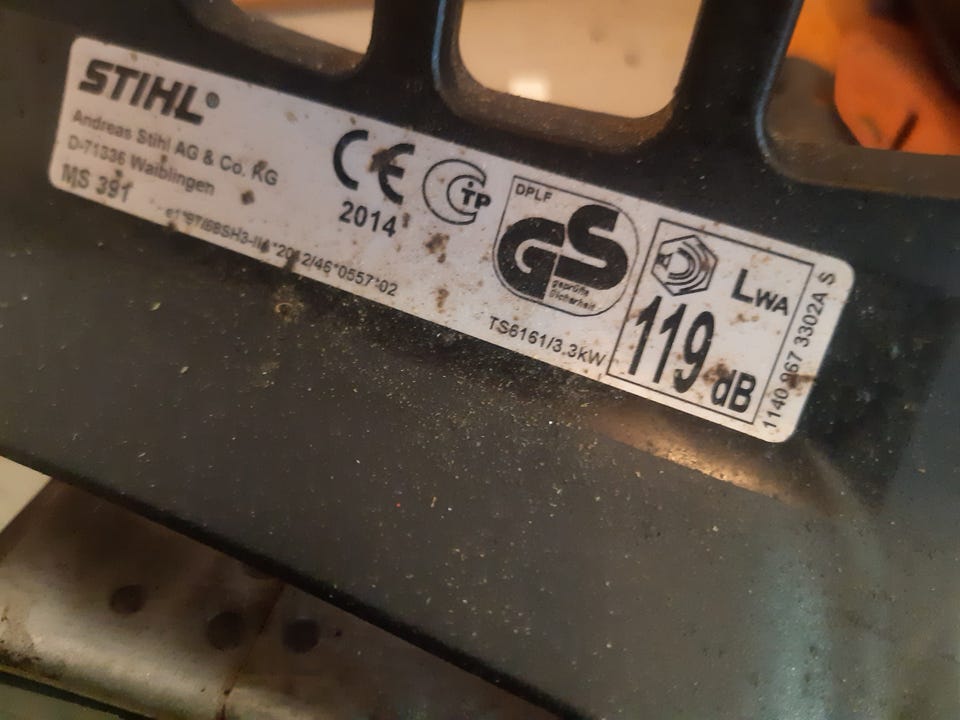 STIHL®
Andreas Stihl AG & Co. KG
D-71336 Waiblingen
MS 391
CE
2014
DPLF
GS
geprüfte
Sicherheit
TS6161/3.3kW
LWA
119 dB
1140 967 3302A S